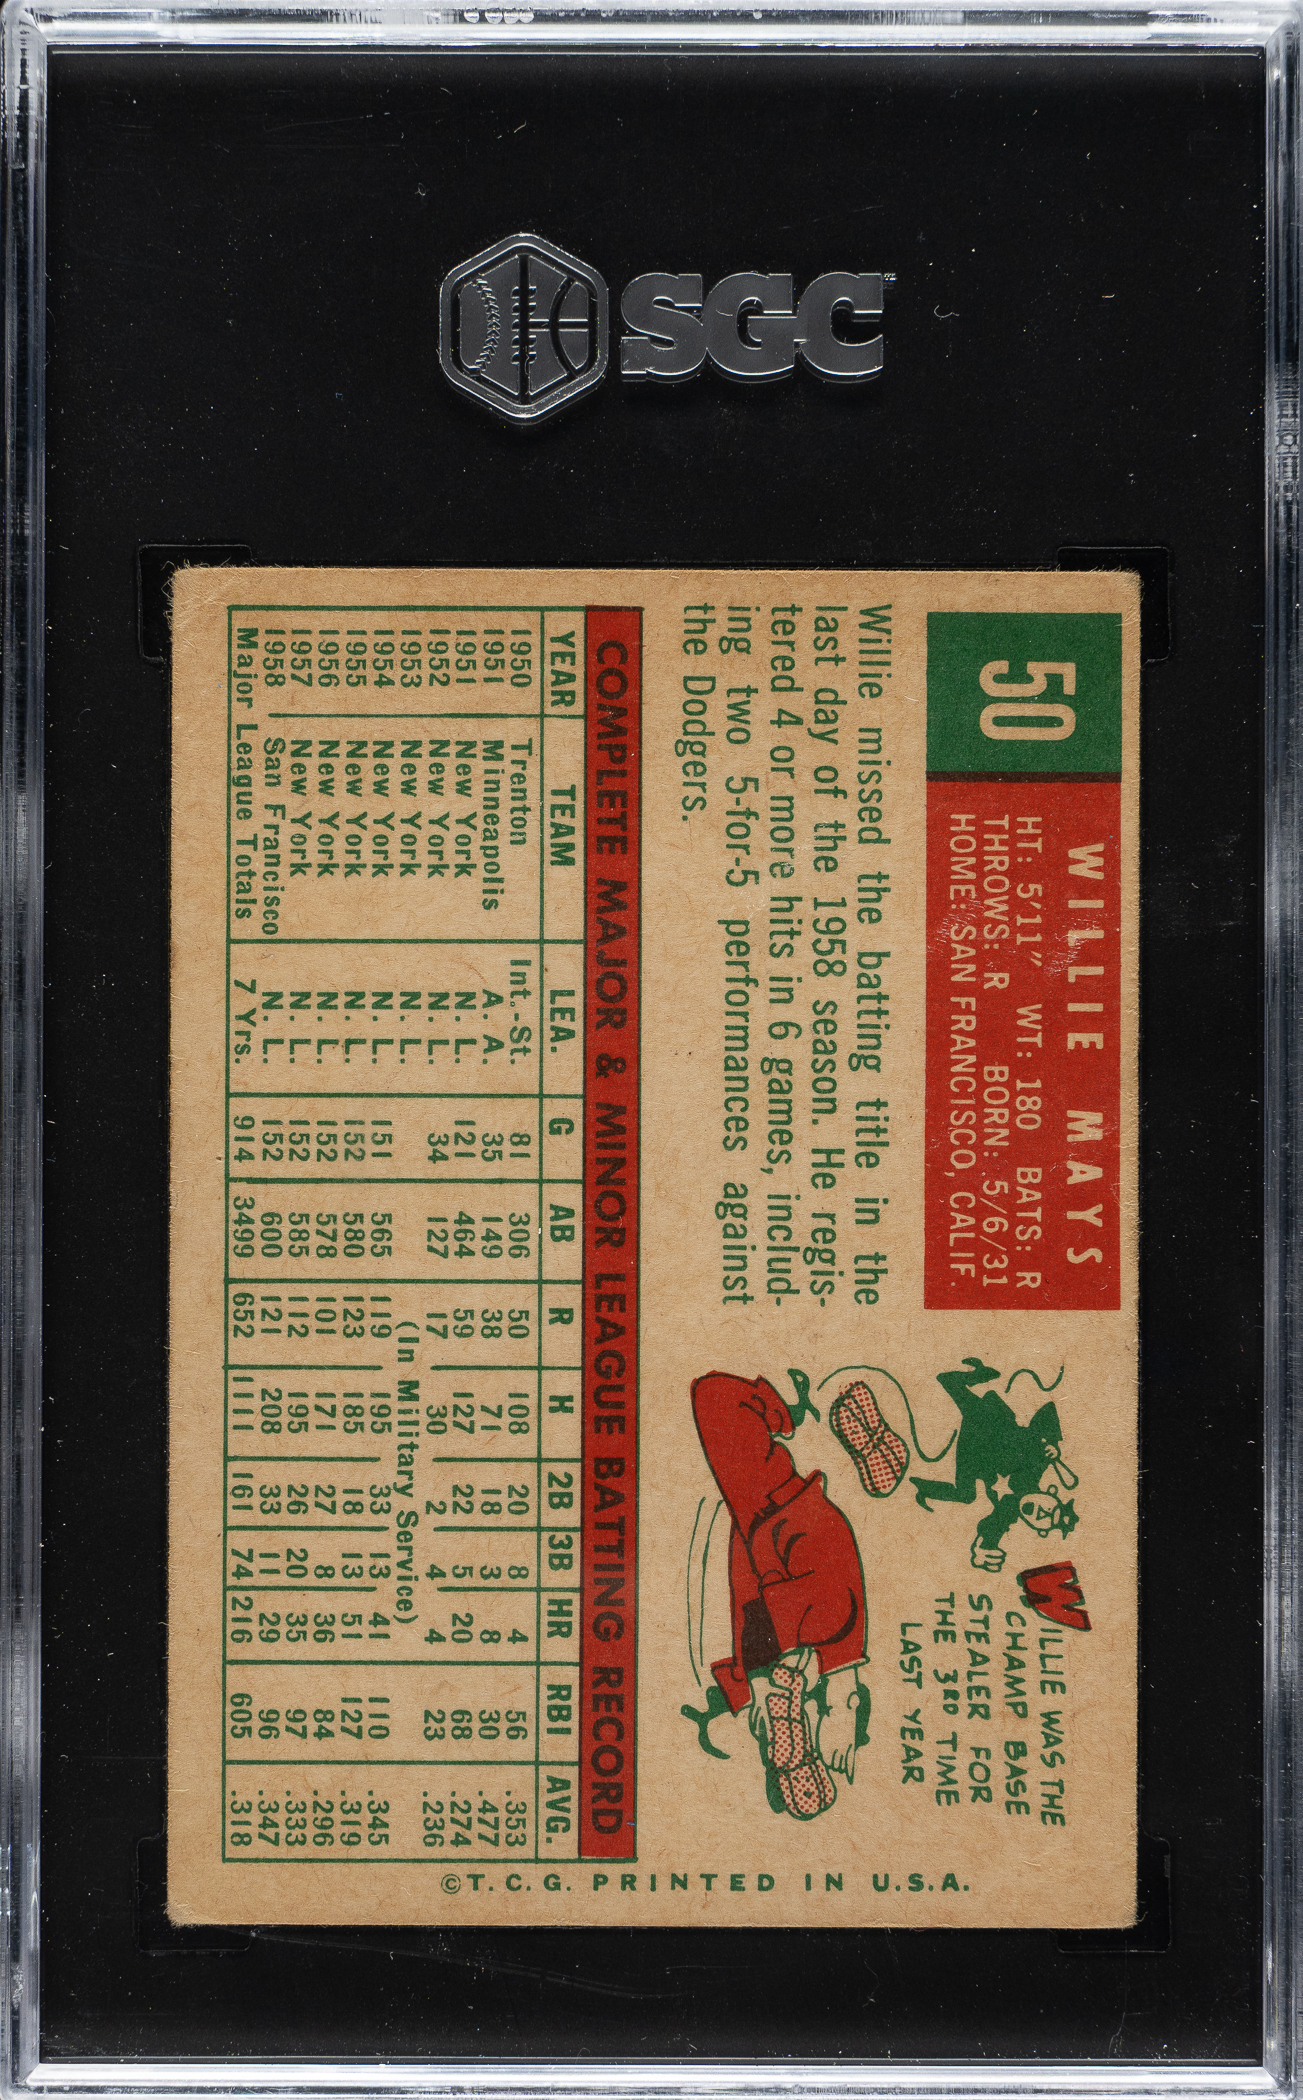 SGC
50
WILLIE MAYS
HT: 5'11" WT: 180 BATS: R
THROWS: R BORN: 5/6/31
HOME: SAN FRANCISCO, CALIF.
Willie missed the batting title in the
last day of the 1958 season. He regis-
tered 4 or more hits in 6 games, includ-
ing two 5-for-5 performances against
the Dodgers.
WILLIE WAS THE
CHAMP BASE
STEALER FOR
THE 3RD TIME
LAST YEAR
COMPLETE MAJOR & MINOR LEAGUE BATTING RECORD
YEAR TEAM LEA. G AB R H 2B 3B HR RBI AVG.
1950 Trenton Int.-St. 81 306 50 108 20 8 4 56 .353
1951 Minneapolis A. A. 35 149 38 71 18 3 8 30 .477
1951 New York N. L. 121 464 59 127 22 5 20 68 .274
1952 New York N. L. 34 127 17 30 2 4 4 23 .236
1953 New York N. L. (In Military Service)
1954 New York N. L. 151 565 119 195 33 13 41 110 .345
1955 New York N. L. 152 580 123 185 18 13 51 127 .319
1956 New York N. L. 152 578 101 171 27 8 36 84 .296
1957 New York N. L. 152 585 112 195 26 20 35 97 .333
1958 San Francisco N. L. 152 600 121 208 33 11 29 96 .347
Major League Totals 7 Yrs. 914 3499 652 1111 161 74 216 605 .318
©T. C. G. PRINTED IN U.S.A.